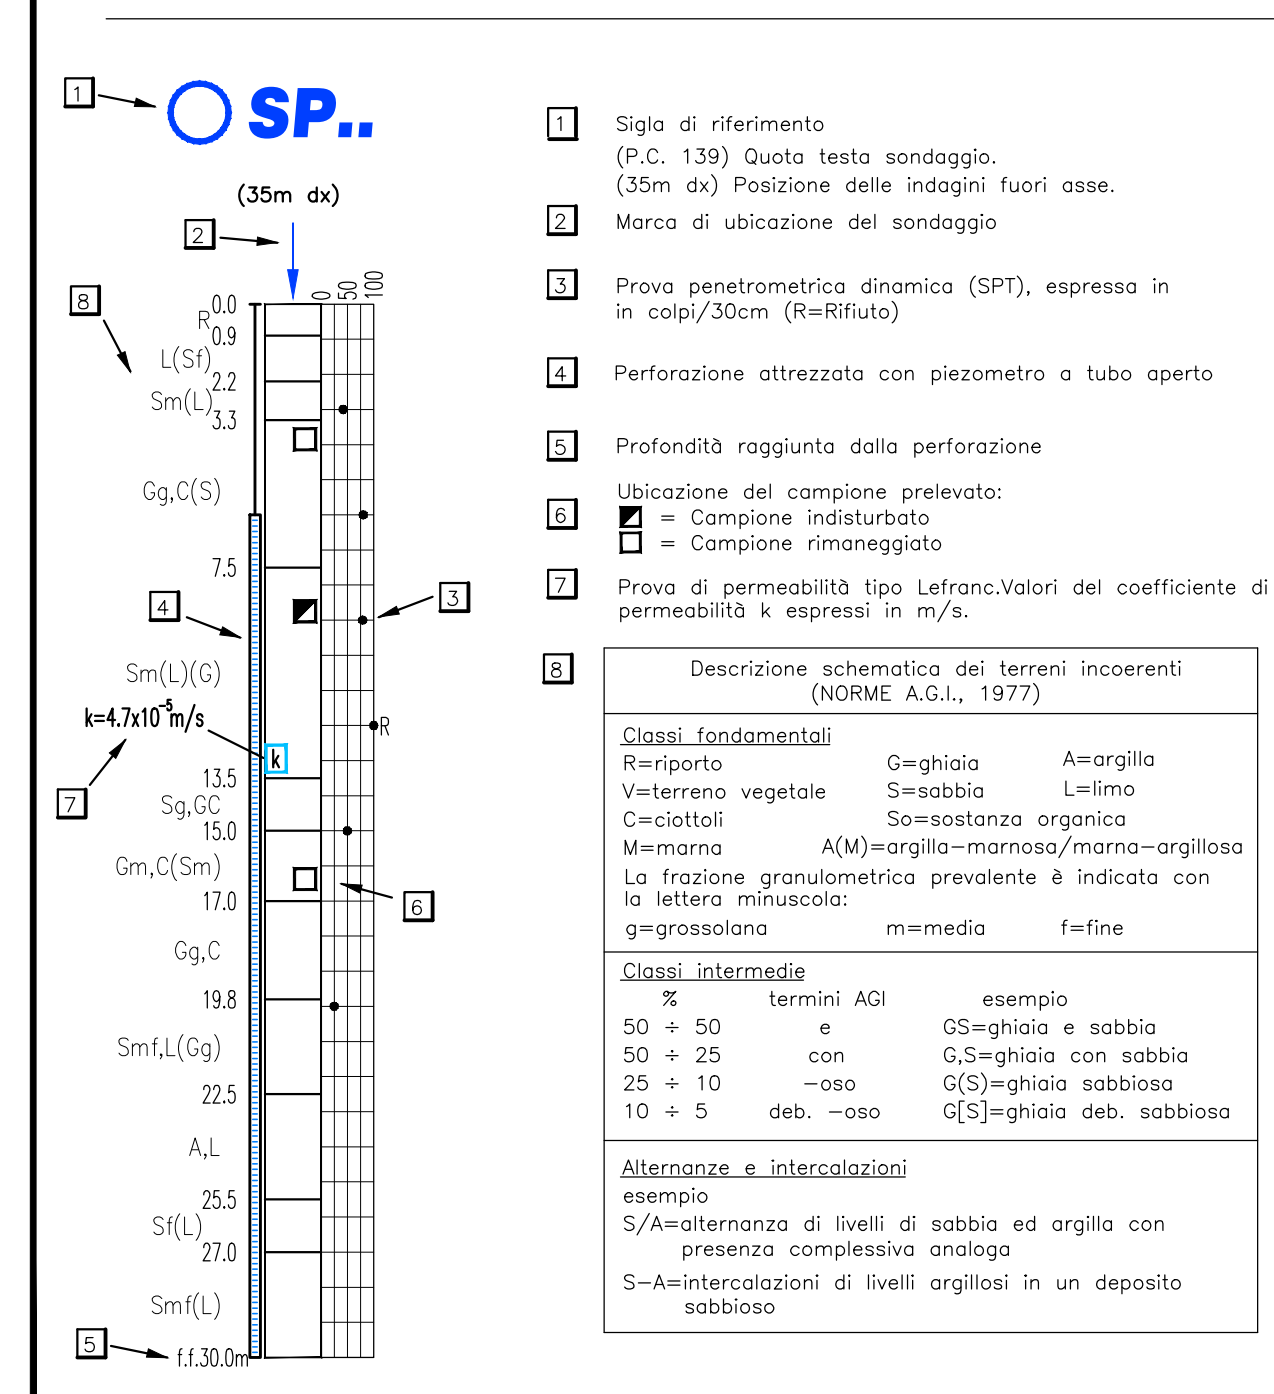 1
SP..
(35m dx)
2
0 50 100
8
0.0
R
0.9
L(Sf)
2.2
Sm(L)
3.3
Gg,C(S)
7.5
3
4
Sm(L)(G)
k=4.7x10⁻⁵m/s
R
k
13.5
7
Sg,GC
15.0
Gm,C(Sm)
17.0
6
Gg,C
19.8
Smf,L(Gg)
22.5
A,L
25.5
Sf(L)
27.0
Smf(L)
5
f.f.30.0m
1 Sigla di riferimento
(P.C. 139) Quota testa sondaggio.
(35m dx) Posizione delle indagini fuori asse.
2 Marca di ubicazione del sondaggio
3 Prova penetrometrica dinamica (SPT), espressa in
in colpi/30cm (R=Rifiuto)
4 Perforazione attrezzata con piezometro a tubo aperto
5 Profondità raggiunta dalla perforazione
Ubicazione del campione prelevato:
6 = Campione indisturbato
= Campione rimaneggiato
7 Prova di permeabilità tipo Lefranc.Valori del coefficiente di
permeabilità k espressi in m/s.
8 Descrizione schematica dei terreni incoerenti
(NORME A.G.I., 1977)
Classi fondamentali
R=riporto G=ghiaia A=argilla
V=terreno vegetale S=sabbia L=limo
C=ciottoli So=sostanza organica
M=marna A(M)=argilla-marnosa/marna-argillosa
La frazione granulometrica prevalente è indicata con
la lettera minuscola:
g=grossolana m=media f=fine
Classi intermedie
% termini AGI esempio
50 ÷ 50 e GS=ghiaia e sabbia
50 ÷ 25 con G,S=ghiaia con sabbia
25 ÷ 10 -oso G(S)=ghiaia sabbiosa
10 ÷ 5 deb. -oso G[S]=ghiaia deb. sabbiosa
Alternanze e intercalazioni
esempio
S/A=alternanza di livelli di sabbia ed argilla con
presenza complessiva analoga
S-A=intercalazioni di livelli argillosi in un deposito
sabbioso